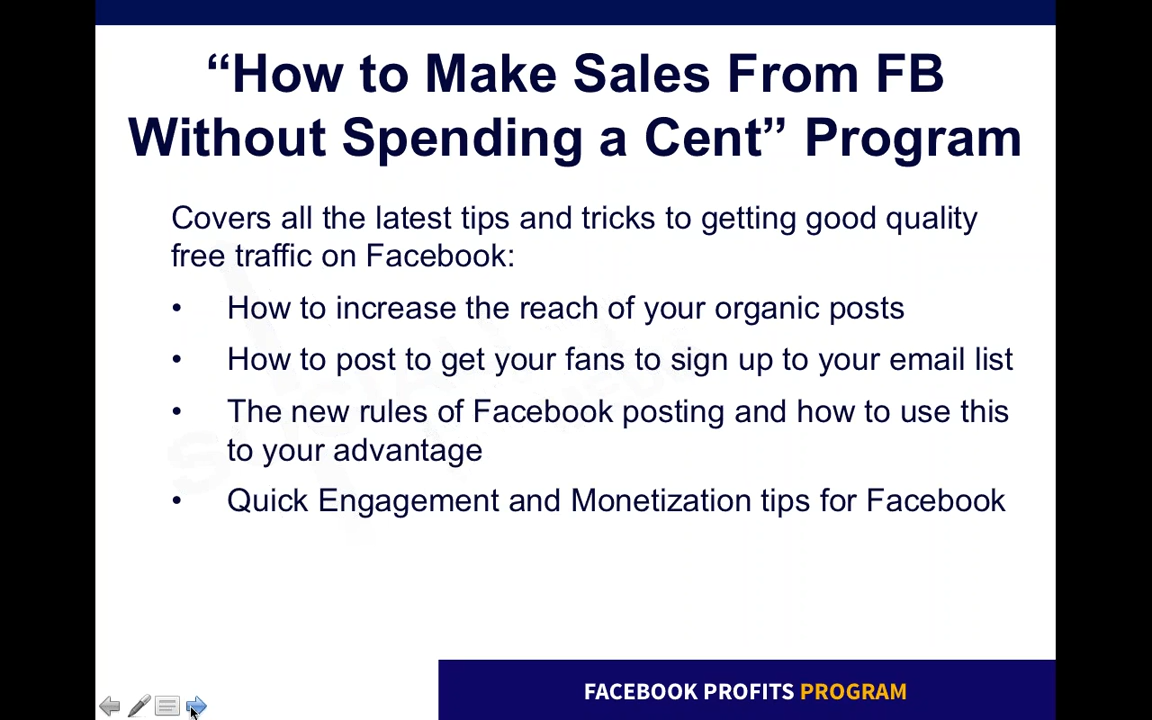 “How to Make Sales From FB
Without Spending a Cent” Program
Covers all the latest tips and tricks to getting good quality
free traffic on Facebook:
• How to increase the reach of your organic posts
• How to post to get your fans to sign up to your email list
• The new rules of Facebook posting and how to use this
to your advantage
• Quick Engagement and Monetization tips for Facebook
FACEBOOK PROFITS PROGRAM